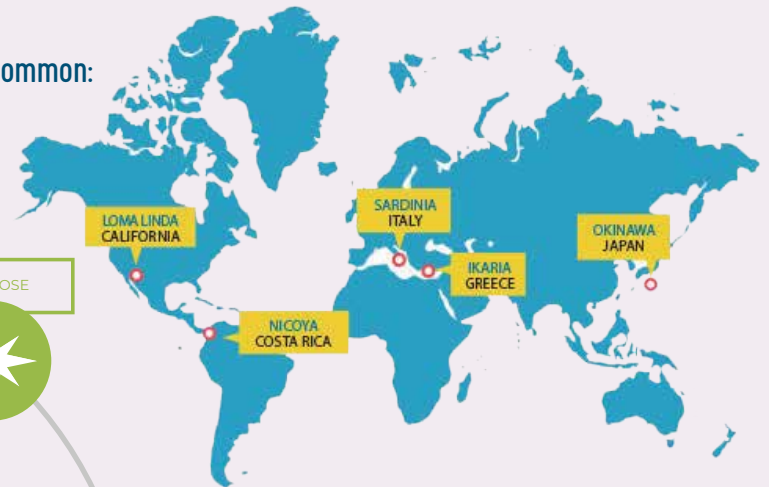 ommon:
LOMA LINDA
CALIFORNIA
SARDINIA
ITALY
OKINAWA
JAPAN
IKARIA
GREECE
OSE
NICOYA
COSTA RICA